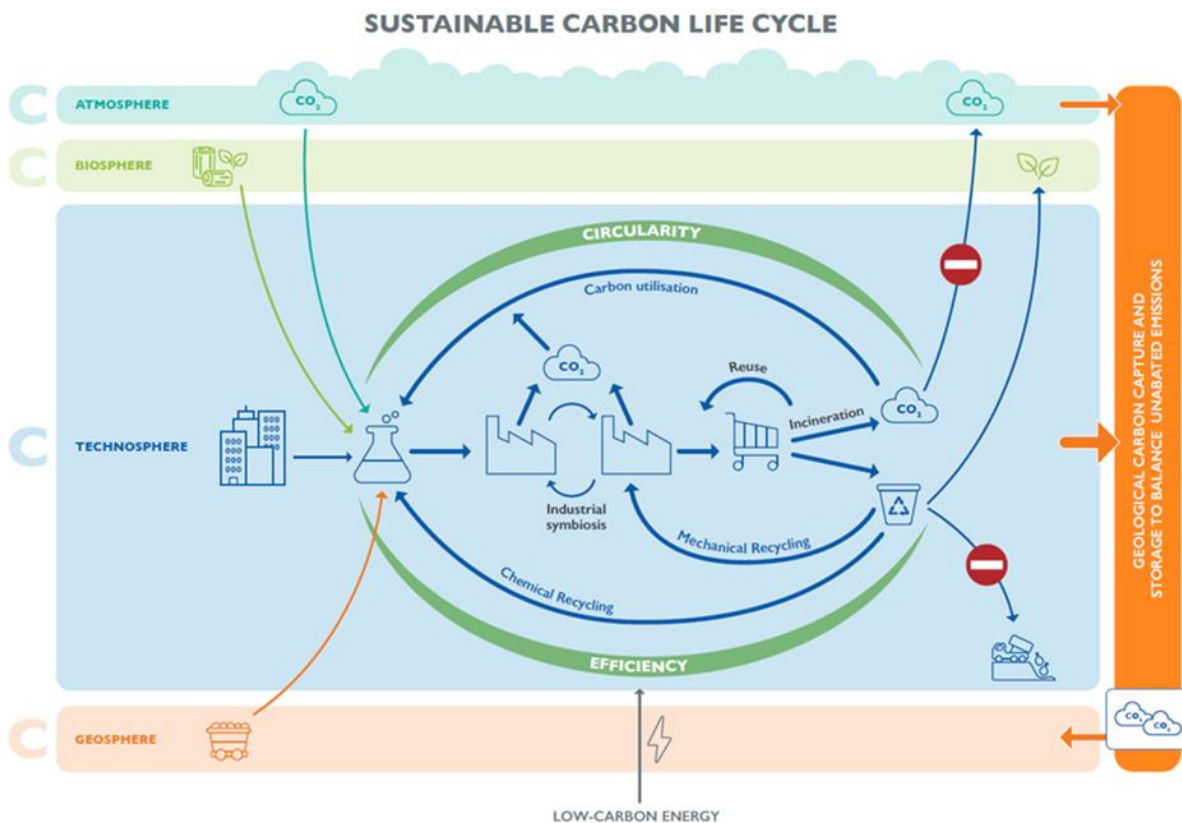 SUSTAINABLE CARBON LIFE CYCLE
C
ATMOSPHERE
CO₂
CO₂
C
BIOSPHERE
CIRCULARITY
Carbon utilisation
CO₂
Reuse
Incineration
CO₂
C
TECHNOSPHERE
Industrial
symbiosis
Mechanical Recycling
Chemical Recycling
EFFICIENCY
GEOLOGICAL CARBON CAPTURE AND
STORAGE TO BALANCE UNABATED EMISSIONS
C
GEOSPHERE
CO₂
CO₂
LOW-CARBON ENERGY